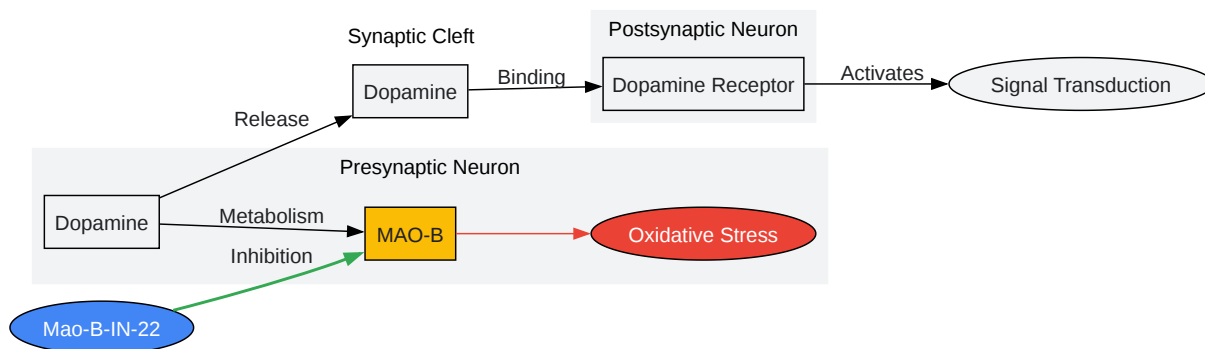 Postsynaptic Neuron
Synaptic Cleft
Dopamine
Binding
Dopamine Receptor
Activates
Signal Transduction
Release
Presynaptic Neuron
Dopamine
Metabolism
MAO-B
Oxidative Stress
Inhibition
Mao-B-IN-22